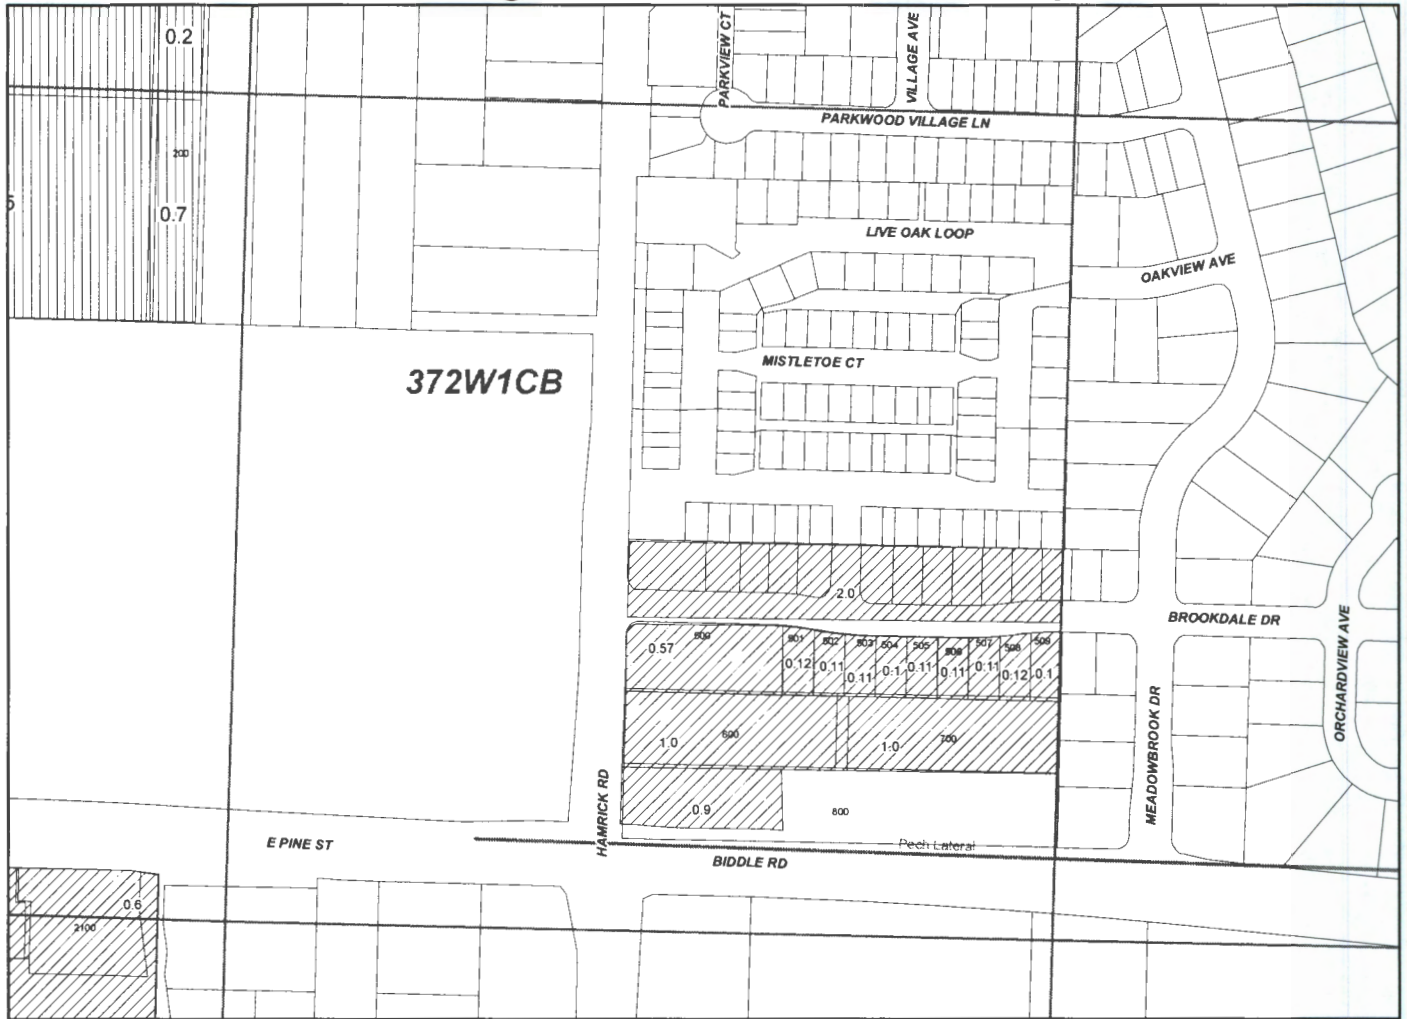 0.2
PARKVIEW CT
VILLAGE AVE
PARKWOOD VILLAGE LN
200
0.7
5
LIVE OAK LOOP
OAKVIEW AVE
MISTLETOE CT
372W1CB
2.0
BROOKDALE DR
0.57
500
501
502
503
504
505
506
507
508
509
0.12
0.11
0.11
0.1
0.11
0.11
0.11
0.12
0.1
ORCHARDVIEW AVE
MEADOWBROOK DR
1.0
600
1.0
700
HAMRICK RD
0.9
800
E PINE ST
Pech Lateral
BIDDLE RD
0.6
2100